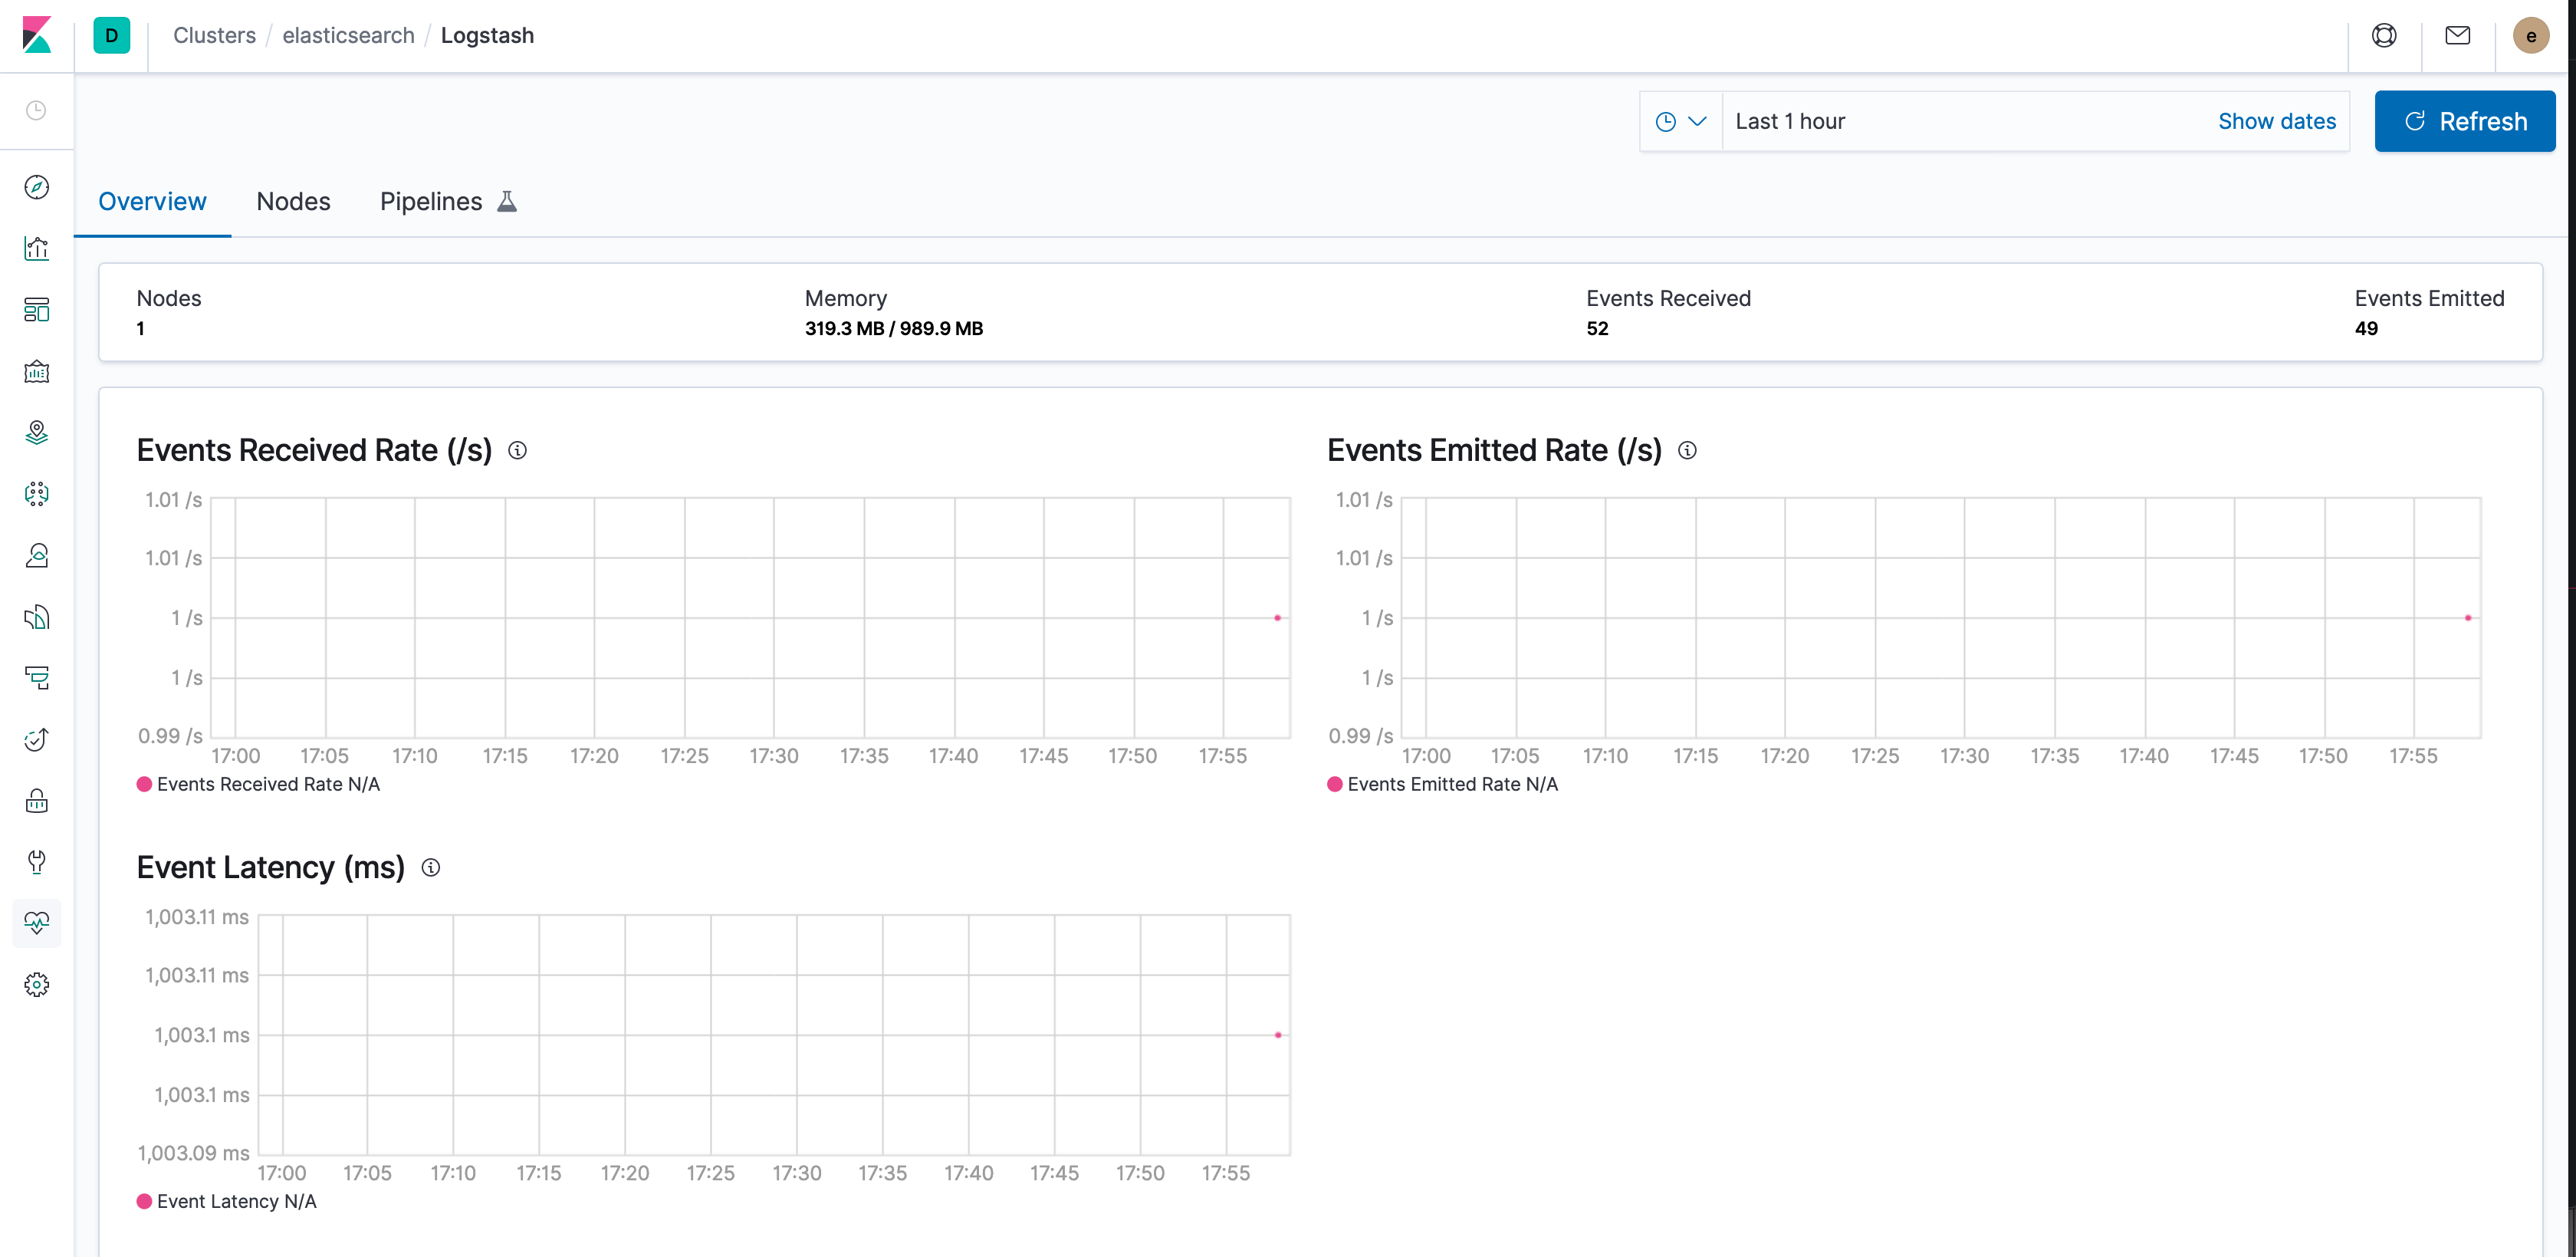 D Clusters / elasticsearch / Logstash e
Last 1 hour Show dates Refresh
Overview Nodes Pipelines
Nodes Memory Events Received Events Emitted
1 319.3 MB / 989.9 MB 52 49
Events Received Rate (/s)
1.01 /s
1.01 /s
1 /s
1 /s
0.99 /s
17:00 17:05 17:10 17:15 17:20 17:25 17:30 17:35 17:40 17:45 17:50 17:55
Events Received Rate N/A
Events Emitted Rate (/s)
1.01 /s
1.01 /s
1 /s
1 /s
0.99 /s
17:00 17:05 17:10 17:15 17:20 17:25 17:30 17:35 17:40 17:45 17:50 17:55
Events Emitted Rate N/A
Event Latency (ms)
1,003.11 ms
1,003.11 ms
1,003.1 ms
1,003.1 ms
1,003.09 ms
17:00 17:05 17:10 17:15 17:20 17:25 17:30 17:35 17:40 17:45 17:50 17:55
Event Latency N/A